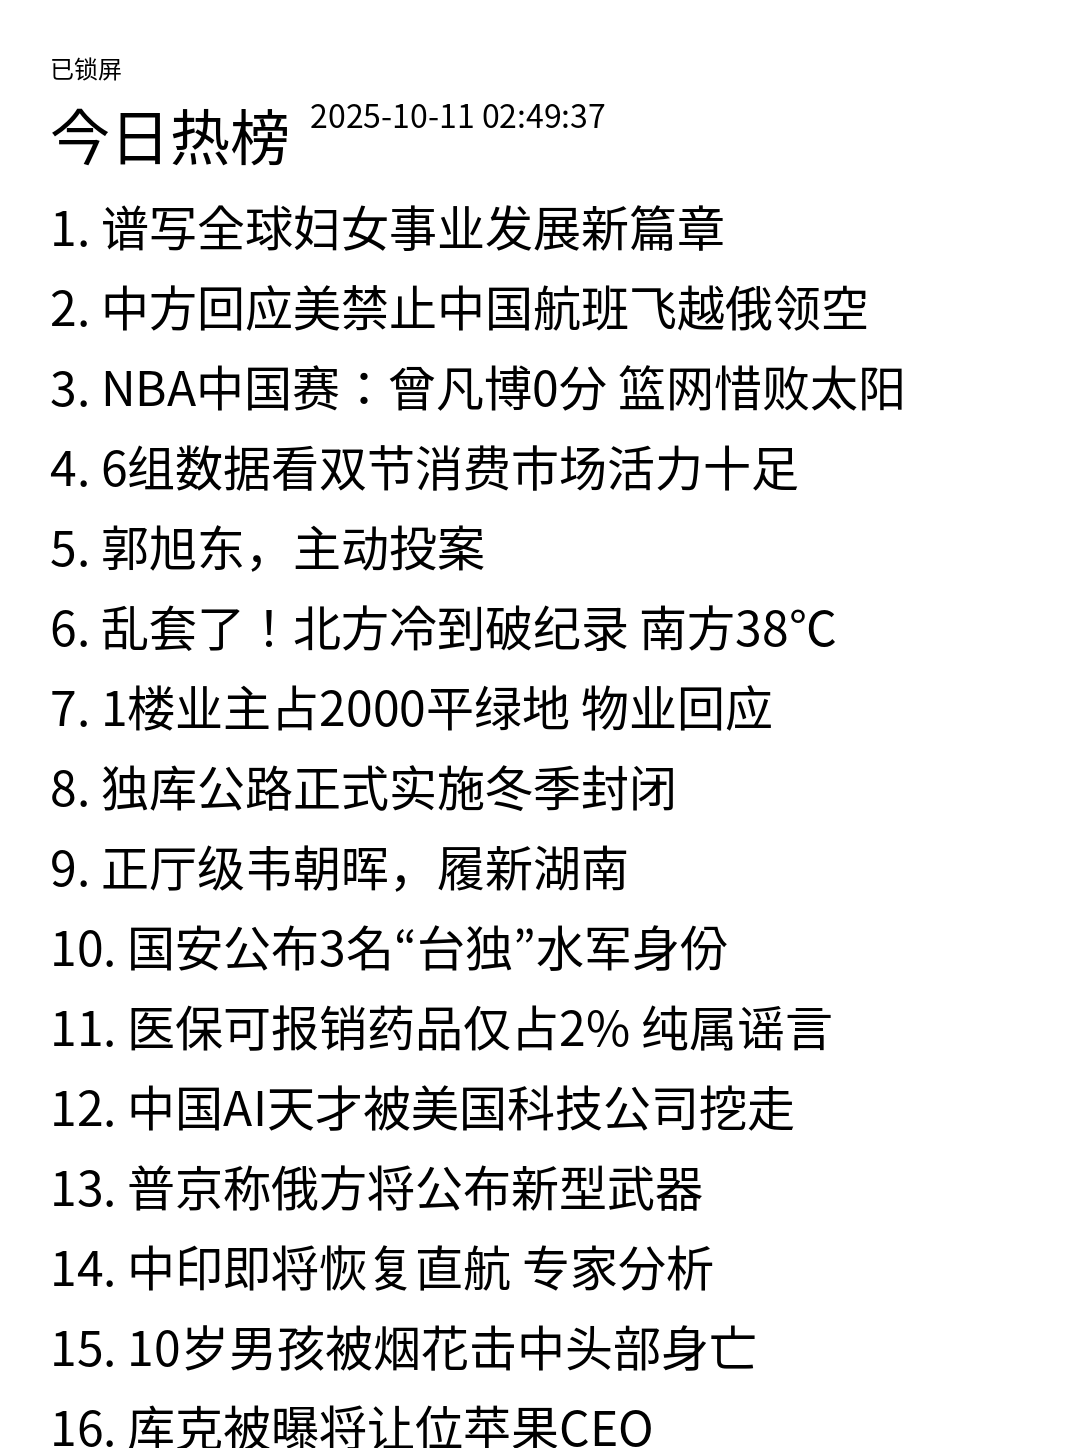 已锁屏
今日热榜 2025-10-11 02:49:37
1. 谱写全球妇女事业发展新篇章
2. 中方回应美禁止中国航班飞越俄领空
3. NBA中国赛：曾凡博0分 篮网惜败太阳
4. 6组数据看双节消费市场活力十足
5. 郭旭东，主动投案
6. 乱套了！北方冷到破纪录 南方38℃
7. 1楼业主占2000平绿地 物业回应
8. 独库公路正式实施冬季封闭
9. 正厅级韦朝晖，履新湖南
10. 国安公布3名“台独”水军身份
11. 医保可报销药品仅占2% 纯属谣言
12. 中国AI天才被美国科技公司挖走
13. 普京称俄方将公布新型武器
14. 中印即将恢复直航 专家分析
15. 10岁男孩被烟花击中头部身亡
16. 库克被曝将让位苹果CEO